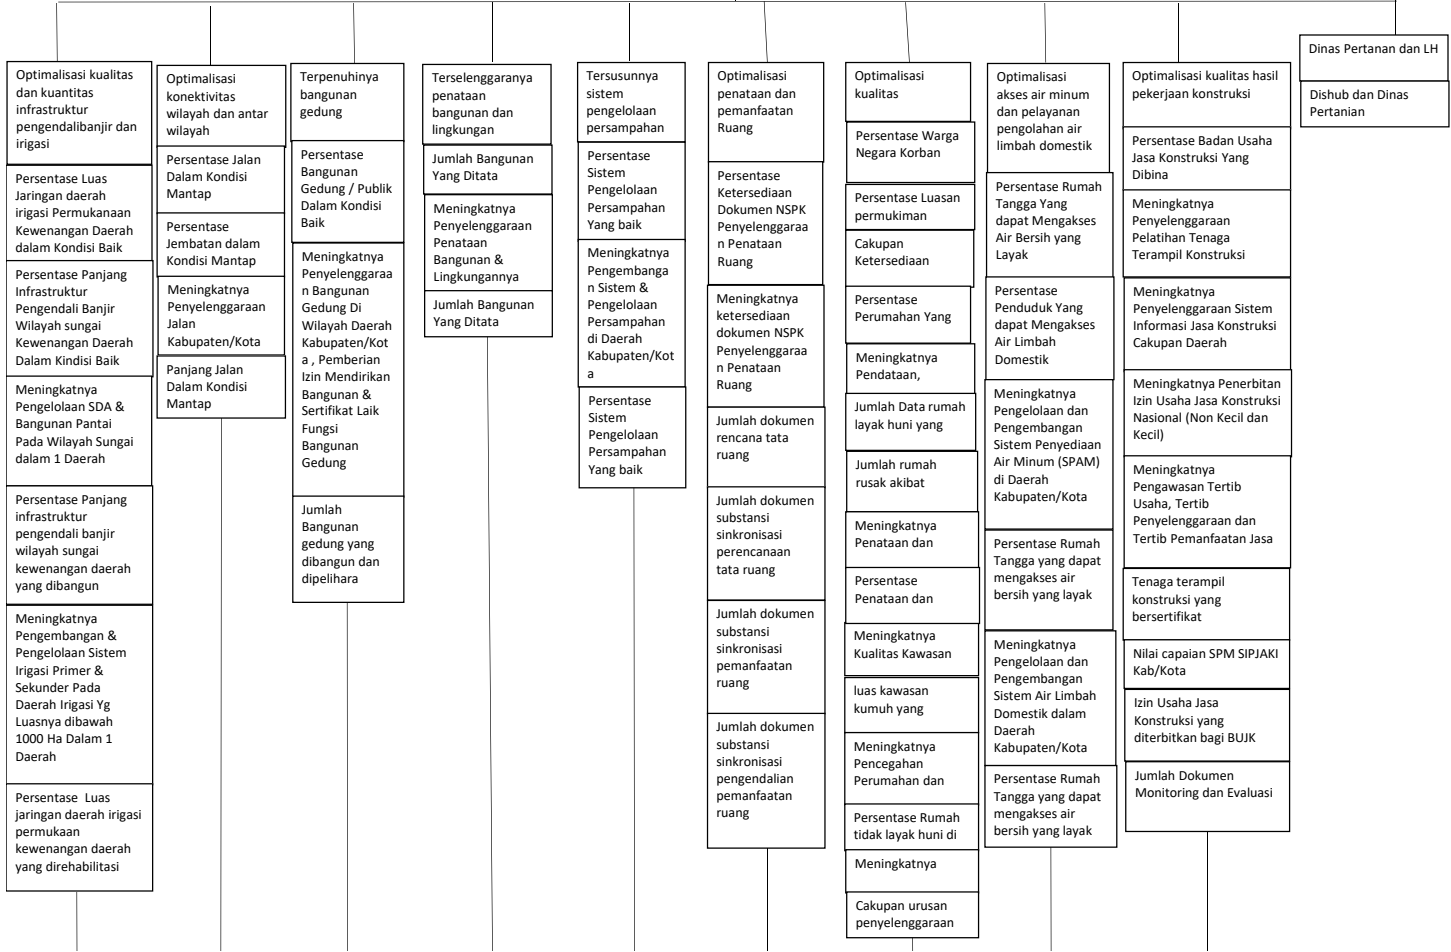 Optimalisasi kualitas
dan kuantitas
infrastruktur
pengendalibanjir dan
irigasi
Persentase Luas
Jaringan daerah
irigasi Permukanaan
Kewenangan Daerah
dalam Kondisi Baik
Persentase Panjang
Infrastruktur
Pengendali Banjir
Wilayah sungai
Kewenangan Daerah
Dalam Kindisi Baik
Meningkatnya
Pengelolaan SDA &
Bangunan Pantai
Pada Wilayah Sungai
dalam 1 Daerah
Persentase Panjang
infrastruktur
pengendali banjir
wilayah sungai
kewenangan daerah
yang dibangun
Meningkatnya
Pengembangan &
Pengelolaan Sistem
Irigasi Primer &
Sekunder Pada
Daerah Irigasi Yg
Luasnya dibawah
1000 Ha Dalam 1
Daerah
Persentase  Luas
jaringan daerah irigasi
permukaan
kewenangan daerah
yang direhabilitasi
Optimalisasi
konektivitas
wilayah dan antar
wilayah
Persentase Jalan
Dalam Kondisi
Mantap
Persentase
Jembatan dalam
Kondisi Mantap
Meningkatnya
Penyelenggaraan
Jalan
Kabupaten/Kota
Panjang Jalan
Dalam Kondisi
Mantap
Terpenuhinya
bangunan
gedung
Persentase
Bangunan
Gedung / Publik
Dalam Kondisi
Baik
Meningkatnya
Penyelenggaraa
n Bangunan
Gedung Di
Wilayah Daerah
Kabupaten/Kot
a , Pemberian
Izin Mendirikan
Bangunan &
Sertifikat Laik
Fungsi
Bangunan
Gedung
Jumlah
Bangunan
gedung yang
dibangun dan
dipelihara
Terselenggaranya
penataan
bangunan dan
lingkungan
Jumlah Bangunan
Yang Ditata
Meningkatnya
Penyelenggaraan
Penataan
Bangunan &
Lingkungannya
Jumlah Bangunan
Yang Ditata
Tersusunnya
sistem
pengelolaan
persampahan
Persentase
Sistem
Pengelolaan
Persampahan
Yang baik
Meningkatnya
Pengembanga
n Sistem &
Pengelolaan
Persampahan
di Daerah
Kabupaten/Kot
a
Persentase
Sistem
Pengelolaan
Persampahan
Yang baik
Optimalisasi
penataan dan
pemanfaatan
Ruang
Persentase
Ketersediaan
Dokumen NSPK
Penyelenggaraa
n Penataan
Ruang
Meningkatnya
ketersediaan
dokumen NSPK
Penyelenggaraa
n Penataan
Ruang
Jumlah dokumen
rencana tata
ruang
Jumlah dokumen
substansi
sinkronisasi
perencanaan
tata ruang
Jumlah dokumen
substansi
sinkronisasi
pemanfaatan
ruang
Jumlah dokumen
substansi
sinkronisasi
pengendalian
pemanfaatan
ruang
Optimalisasi
kualitas
Persentase Warga
Negara Korban
Persentase Luasan
permukiman
Cakupan
Ketersediaan
Persentase
Perumahan Yang
Meningkatnya
Pendataan,
Jumlah Data rumah
layak huni yang
Jumlah rumah
rusak akibat
Meningkatnya
Penataan dan
Persentase
Penataan dan
Meningkatnya
Kualitas Kawasan
luas kawasan
kumuh yang
Meningkatnya
Pencegahan
Perumahan dan
Persentase Rumah
tidak layak huni di
Meningkatnya
Cakupan urusan
penyelenggaraan
Optimalisasi
akses air minum
dan pelayanan
pengolahan air
limbah domestik
Persentase Rumah
Tangga Yang
dapat Mengakses
Air Bersih yang
Layak
Persentase
Penduduk Yang
dapat Mengakses
Air Limbah
Domestik
Meningkatnya
Pengelolaan dan
Pengembangan
Sistem Penyediaan
Air Minum (SPAM)
di Daerah
Kabupaten/Kota
Persentase Rumah
Tangga yang dapat
mengakses air
bersih yang layak
Meningkatnya
Pengelolaan dan
Pengembangan
Sistem Air Limbah
Domestik dalam
Daerah
Kabupaten/Kota
Persentase Rumah
Tangga yang dapat
mengakses air
bersih yang layak
Optimalisasi kualitas hasil
pekerjaan konstruksi
Persentase Badan Usaha
Jasa Konstruksi Yang
Dibina
Meningkatnya
Penyelenggaraan
Pelatihan Tenaga
Terampil Konstruksi
Meningkatnya
Penyelenggaraan Sistem
Informasi Jasa Konstruksi
Cakupan Daerah
Meningkatnya Penerbitan
Izin Usaha Jasa Konstruksi
Nasional (Non Kecil dan
Kecil)
Meningkatnya
Pengawasan Tertib
Usaha, Tertib
Penyelenggaraan dan
Tertib Pemanfaatan Jasa
Tenaga terampil
konstruksi yang
bersertifikat
Nilai capaian SPM SIPJAKI
Kab/Kota
Izin Usaha Jasa
Konstruksi yang
diterbitkan bagi BUJK
Jumlah Dokumen
Monitoring dan Evaluasi
Dinas Pertanan dan LH
Dishub dan Dinas
Pertanian